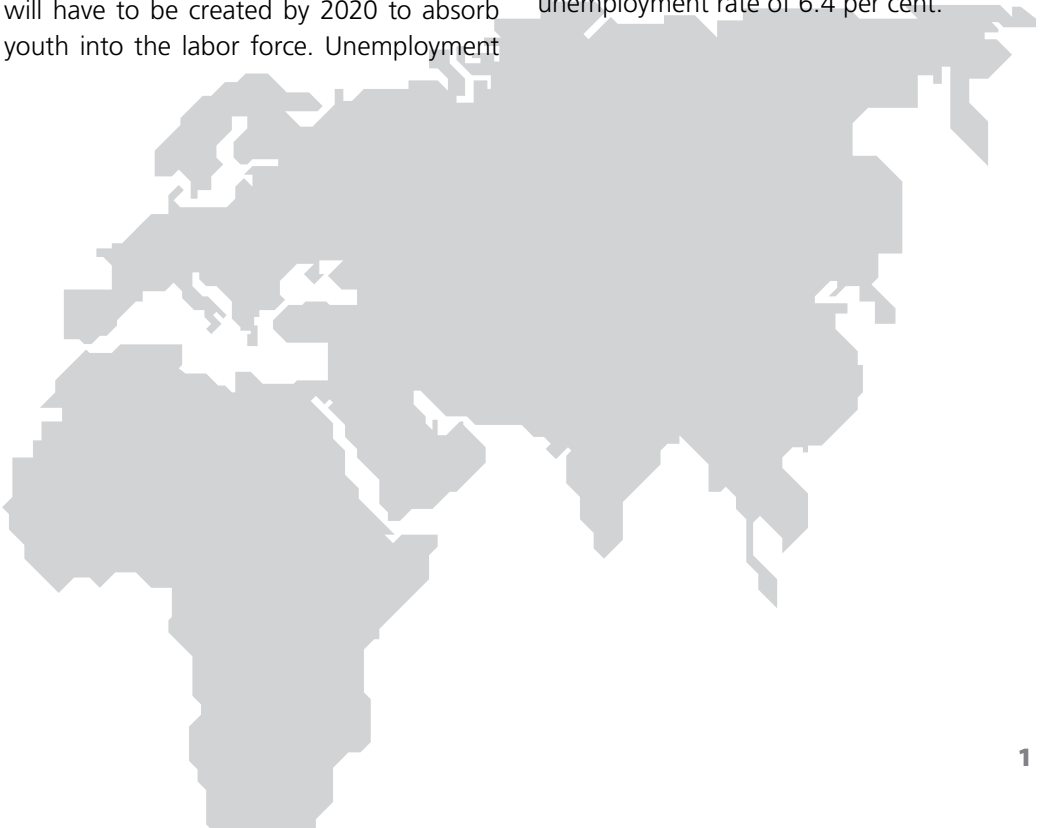 will have to be created by 2020 to absorb
youth into the labor force. Unemployment
unemployment rate of 6.4 per cent.
1